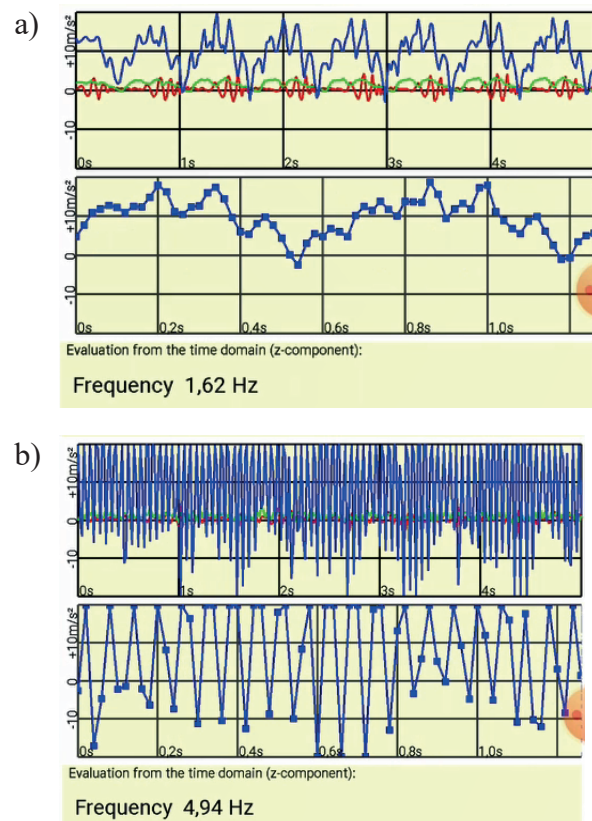 a)
+10m/s²
0
-10
0s 1s 2s 3s 4s
+10m/s²
0
-10
0s 0,2s 0,4s 0,6s 0,8s 1,0s
Evaluation from the time domain (z-component):
Frequency 1,62 Hz
b)
+10m/s²
0
-10
0s 1s 2s 3s 4s
+10m/s²
0
-10
0s 0,2s 0,4s 0,6s 0,8s 1,0s
Evaluation from the time domain (z-component):
Frequency 4,94 Hz